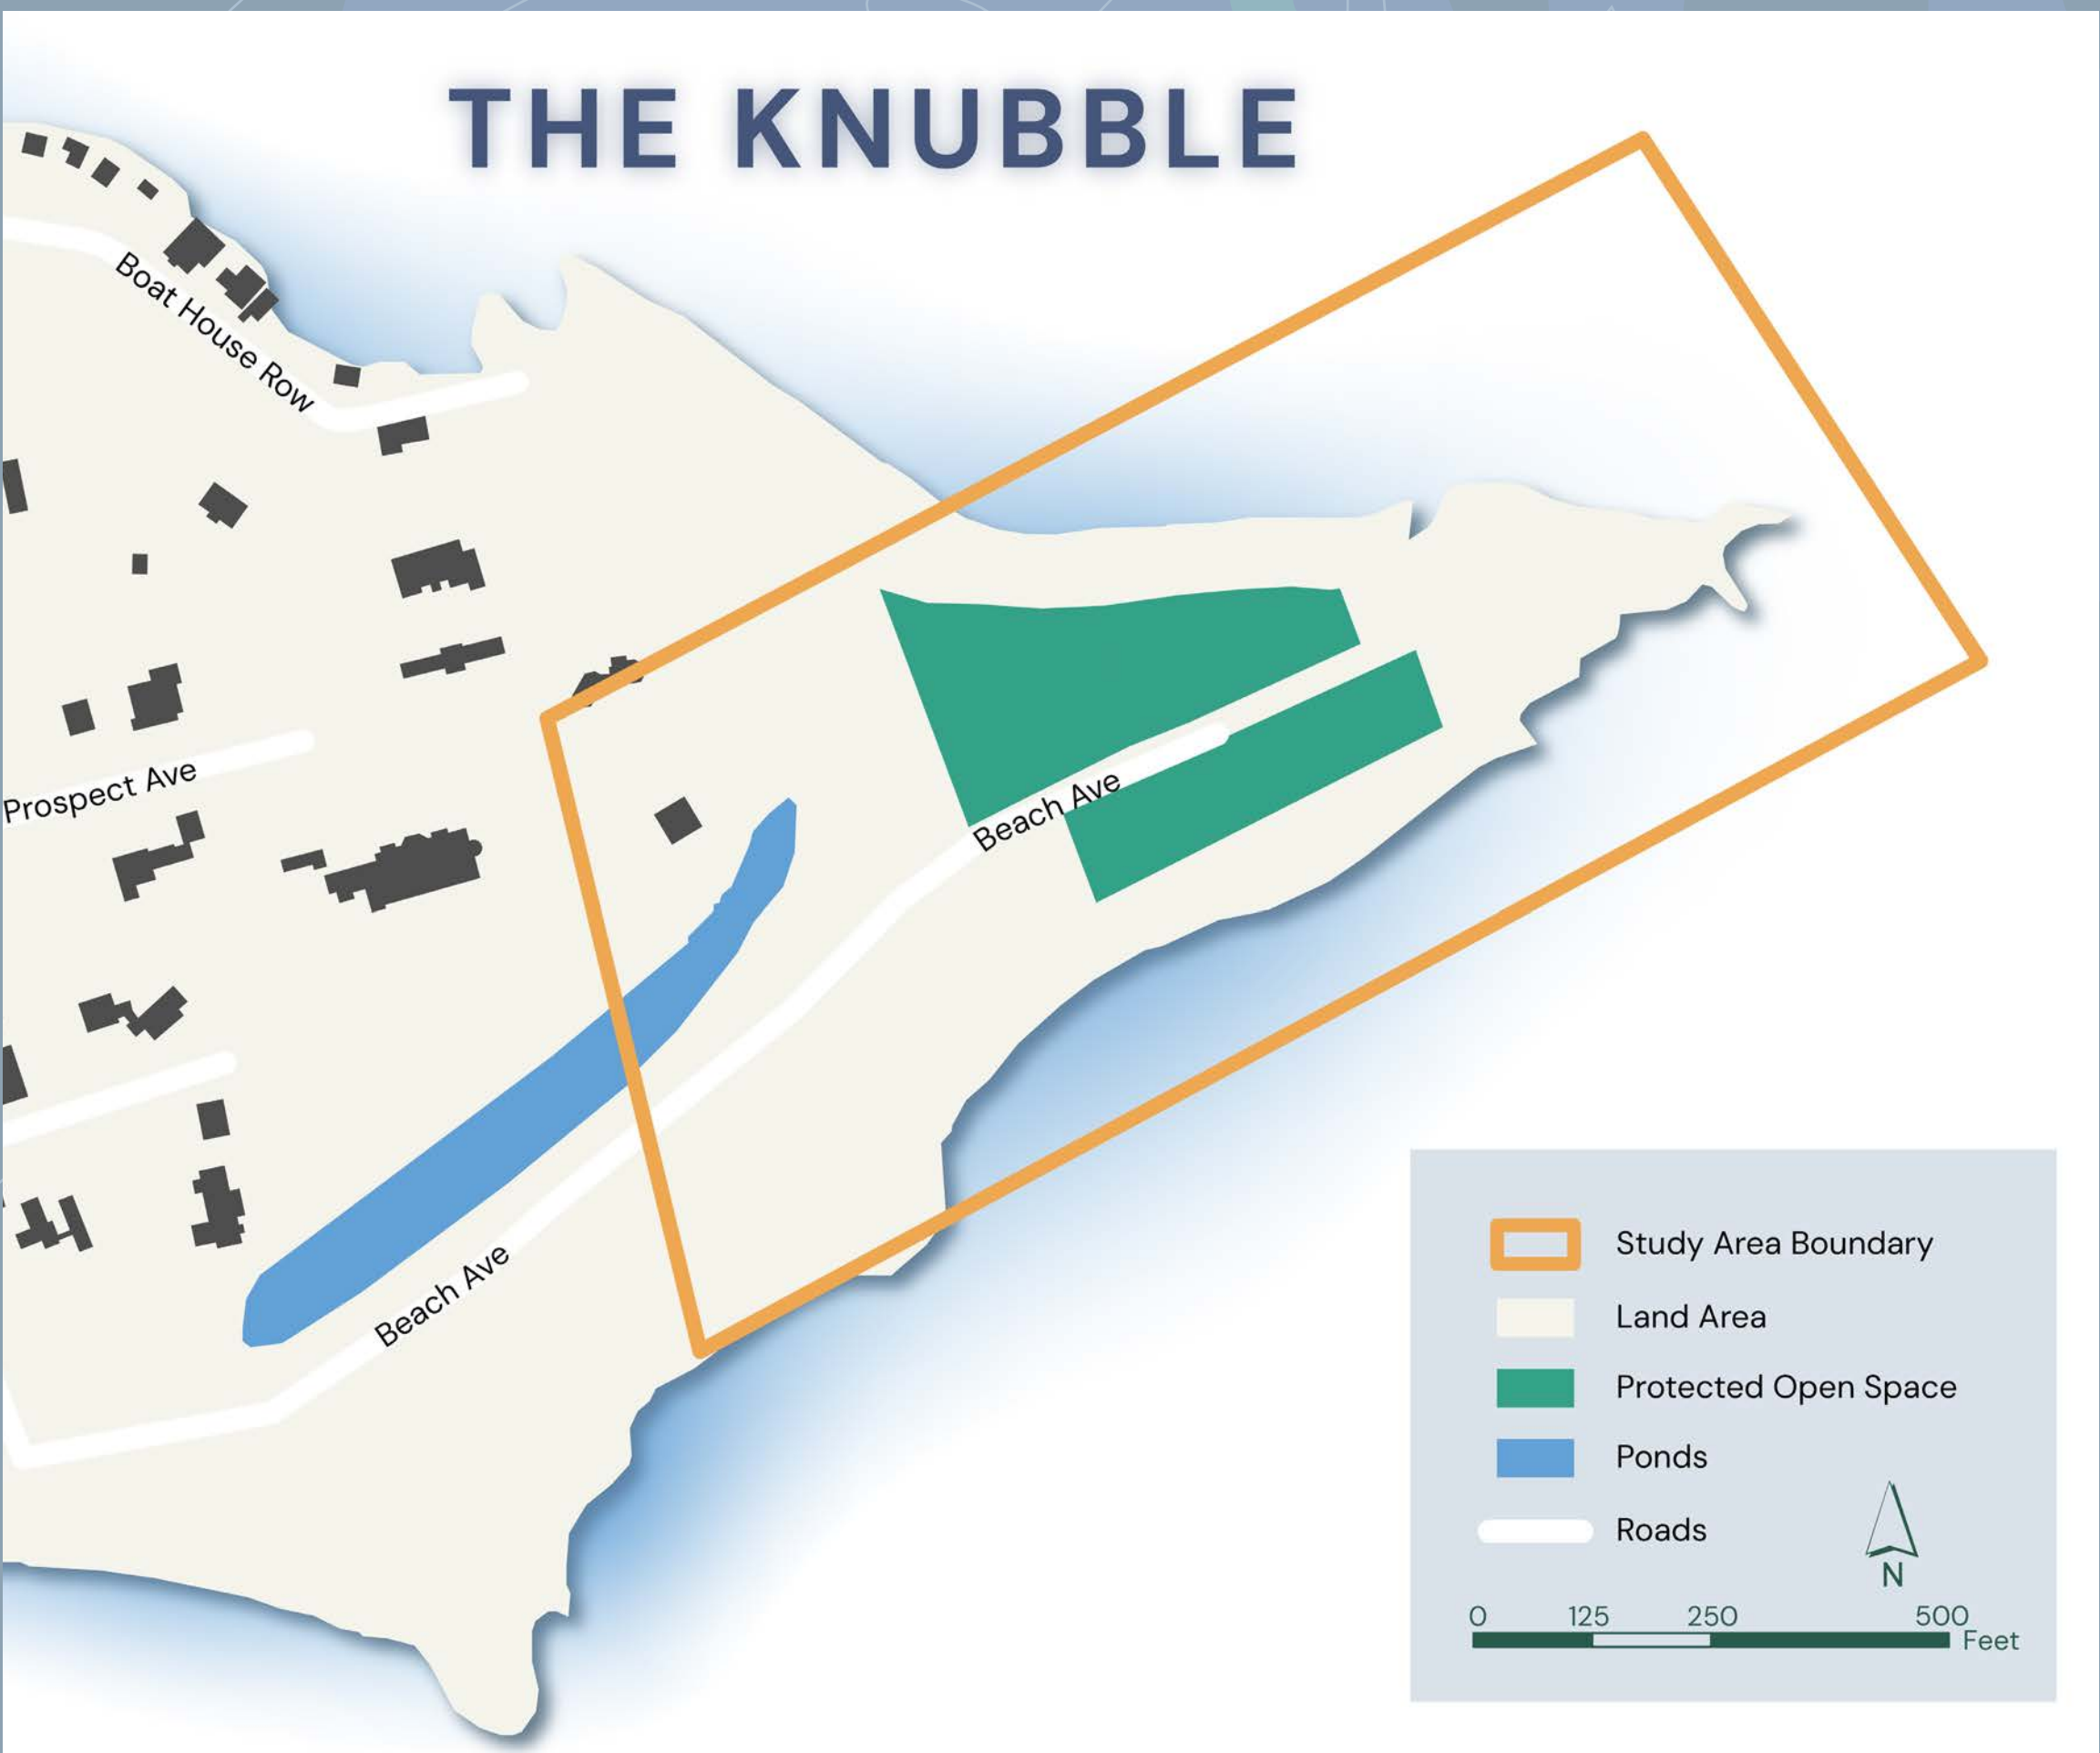 THE KNUBBLE
Boat House Row
Prospect Ave
Beach Ave
Beach Ave
Study Area Boundary
Land Area
Protected Open Space
Ponds
Roads
N
0 125 250 500
Feet